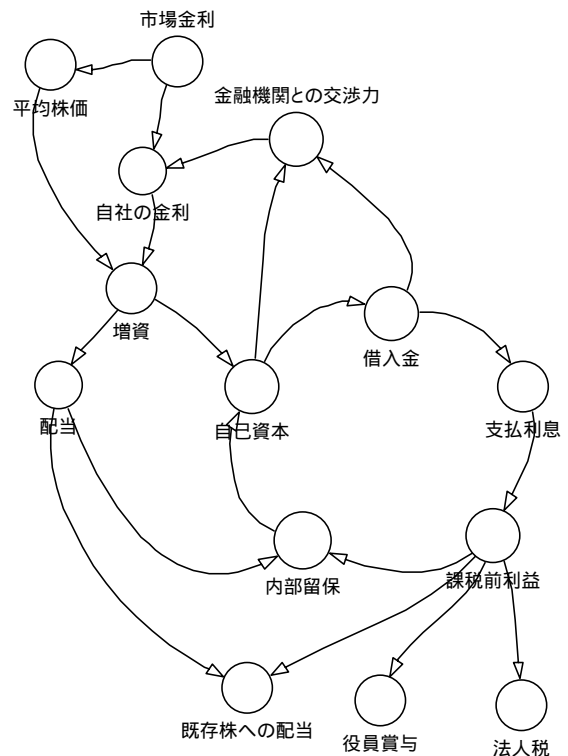 市場金利
平均株価
金融機関との交渉力
自社の金利
増資
借入金
配当
自己資本
支払利息
内部留保
課税前利益
既存株への配当
役員賞与
法人税